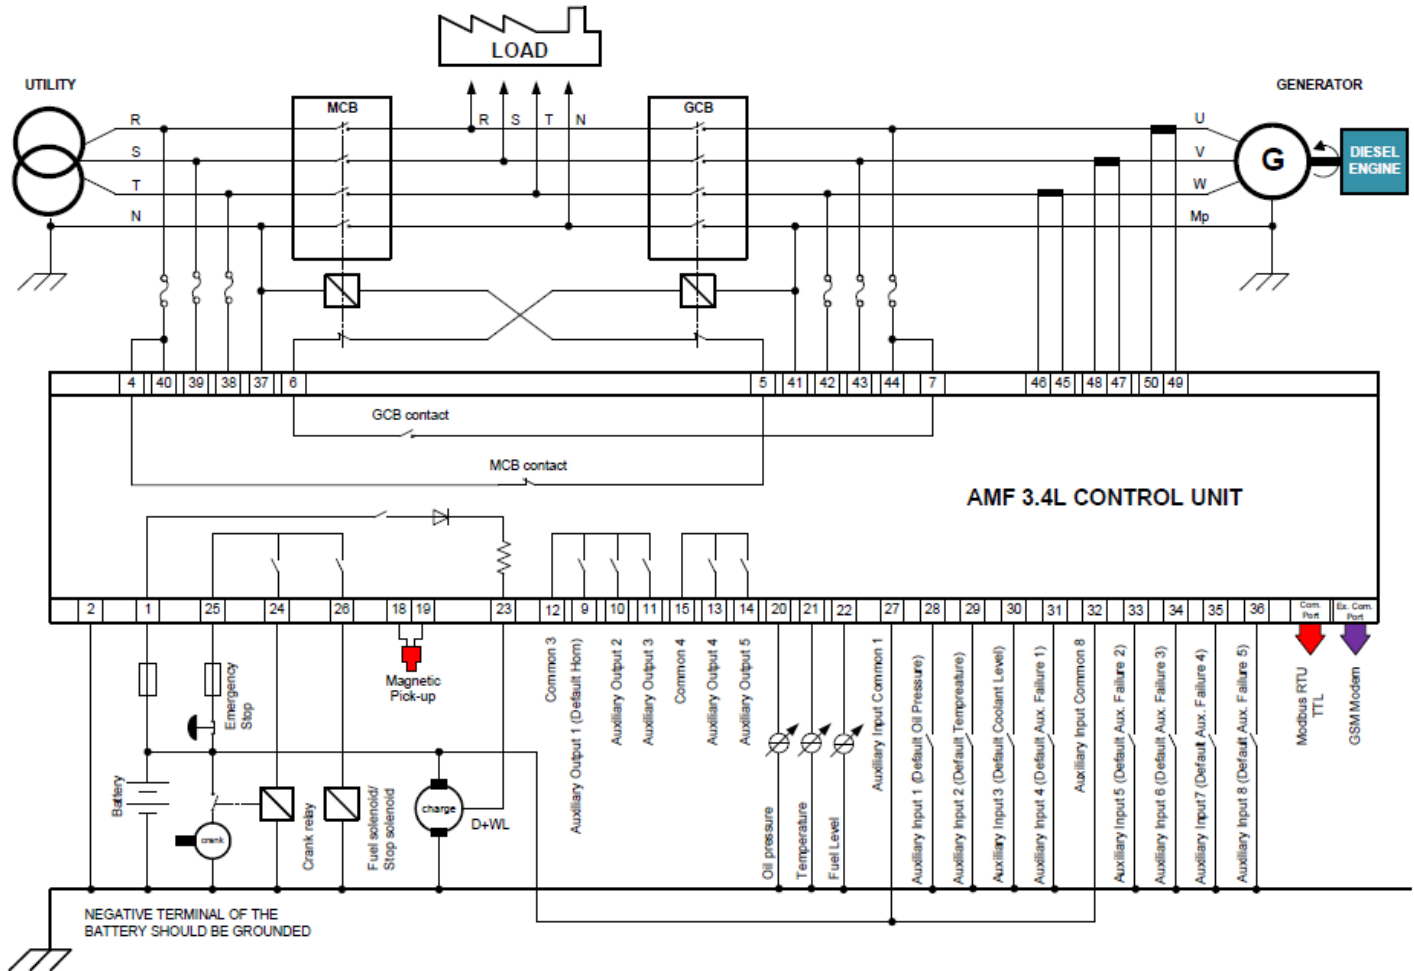 LOAD
UTILITY
GENERATOR
MCB
GCB
R
S
T
N
R
S
T
N
U
V
W
Mp
G
DIESEL
ENGINE
4
40
39
38
37
6
5
41
42
43
44
7
46
45
48
47
50
49
GCB contact
MCB contact
AMF 3.4L CONTROL UNIT
2
1
25
24
26
18
19
23
12
9
10
11
15
13
14
20
21
22
27
28
29
30
31
32
33
34
35
36
Com.
Port
Ex. Com.
Port
Emergency
Stop
Magnetic
Pick-up
Battery
crank
Crank relay
Fuel solenoid/
Stop solenoid
charge
D+WL
Common 3
Auxiliary Output 1 (Default Horn)
Auxiliary Output 2
Auxiliary Output 3
Common 4
Auxiliary Output 4
Auxiliary Output 5
Oil pressure
Temperature
Fuel Level
Auxiliary Input Common 1
Auxiliary Input 1 (Default Oil Pressure)
Auxiliary Input 2 (Default Tempreature)
Auxiliary Input 3 (Default Coolant Level)
Auxiliary Input 4 (Default Aux. Failure 1)
Auxiliary Input Common 8
Auxiliary Input 5 (Default Aux. Failure 2)
Auxiliary Input 6 (Default Aux. Failure 3)
Auxiliary Input7 (Default Aux. Failure 4)
Auxiliary Input 8 (Default Aux. Failure 5)
Modbus RTU
TTL
GSM Modem
NEGATIVE TERMINAL OF THE
BATTERY SHOULD BE GROUNDED